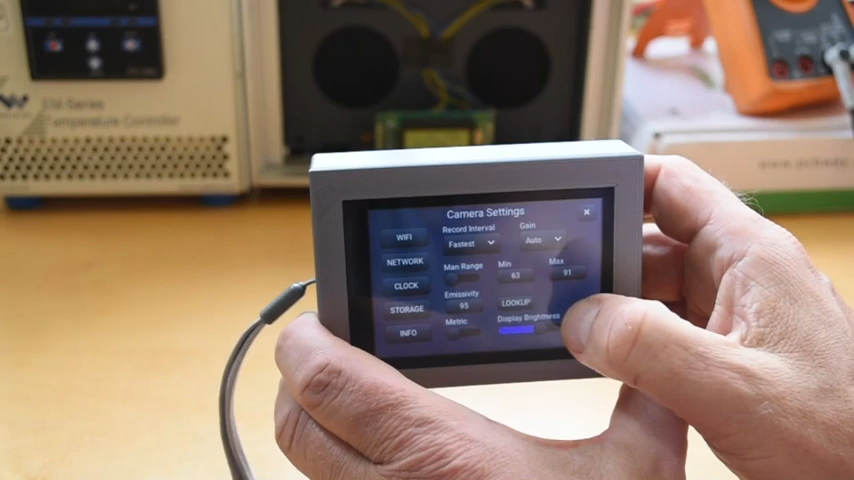 Temperature Controller
Camera Settings
WIFI
NETWORK
CLOCK
STORAGE
INFO
Record Interval
Fastest
Gain
Auto
Man Range
Min
63
Max
91
Emissivity
95
LOOKUP
Metric
Display Brightness